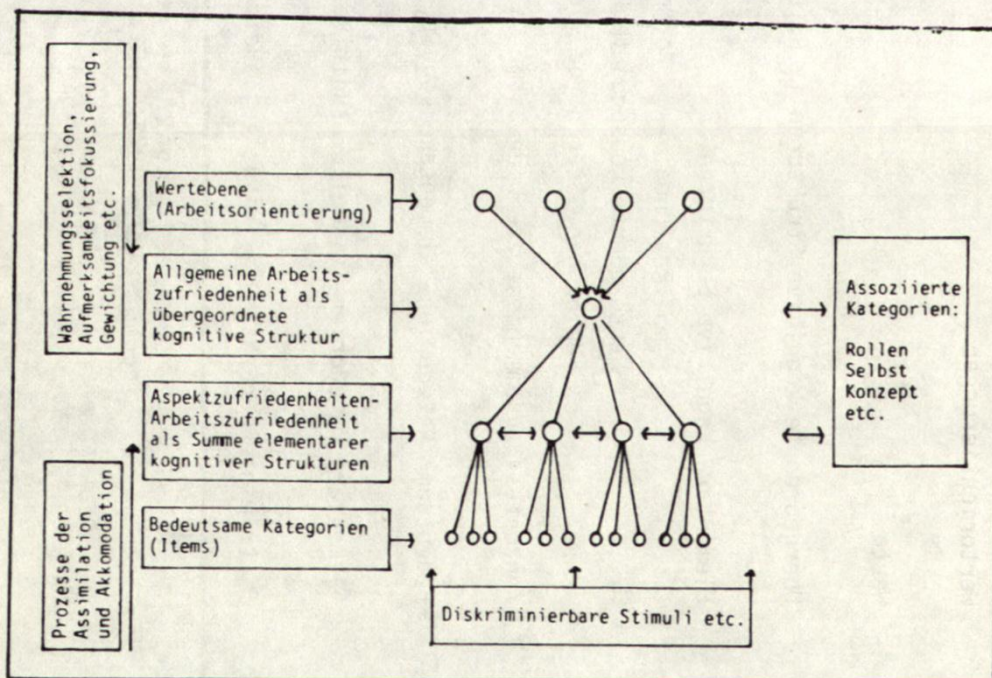 Wahrnehmungsselektion,
Aufmerksamkeitsfokussierung,
Gewichtung etc.
Prozesse der
Assimilation
und Akkomodation
Wertebene
(Arbeitsorientierung)
Allgemeine Arbeits-
zufriedenheit als
übergeordnete
kognitive Struktur
Aspektzufriedenheiten-
Arbeitszufriedenheit
als Summe elementarer
kognitiver Strukturen
Bedeutsame Kategorien
(Items)
Diskriminierbare Stimuli etc.
Assoziierte
Kategorien:
Rollen
Selbst
Konzept
etc.